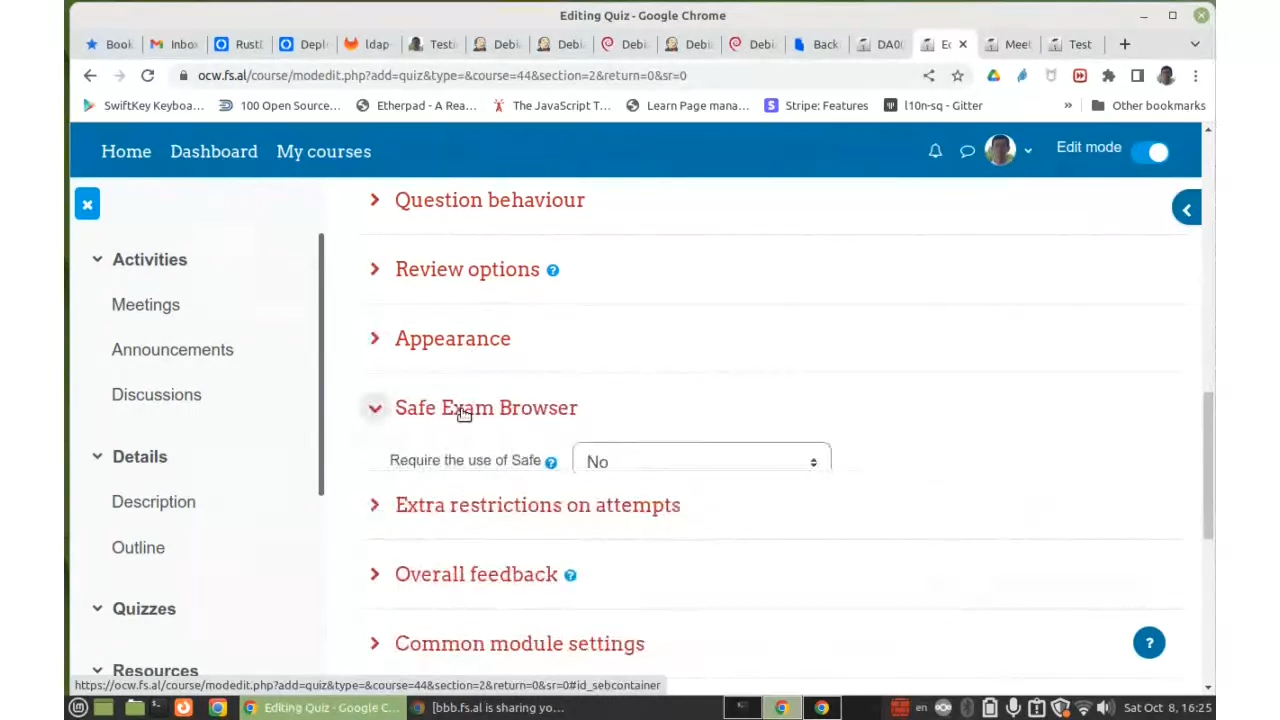 Editing Quiz - Google Chrome
Book
Inbo
RustD
Depl
ldap
Testi
Debi
Debi
Debi
Debi
Debi
Back
DA0
Ec
Meet
Test
ocw.fs.al/course/modedit.php?add=quiz&type=&course=44&section=2&return=0&sr=0
SwiftKey Keyboa...
100 Open Source...
Etherpad - A Rea...
The JavaScript T...
Learn Page mana...
Stripe: Features
l10n-sq - Gitter
»
Other bookmarks
Home
Dashboard
My courses
Edit mode
Question behaviour
Activities
Review options
Meetings
Appearance
Announcements
Discussions
Safe Exam Browser
Details
Require the use of Safe
No
Description
Extra restrictions on attempts
Outline
Overall feedback
Quizzes
Common module settings
Resources
https://ocw.fs.al/course/modedit.php?add=quiz&type=&course=44&section=2&return=0&sr=0#id_sebcontainer
Editing Quiz - Google C...
[bbb.fs.al is sharing yo...
en
Sat Oct 8, 16:25